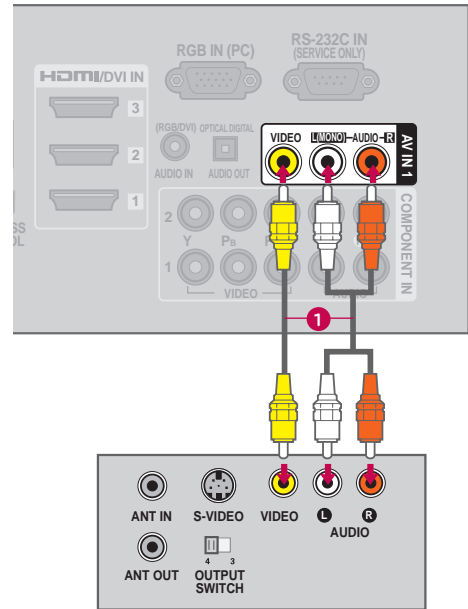 RGB IN (PC)
RS-232C IN
(SERVICE ONLY)
HDMI/DVI IN
3
2
1
(RGB/DVI)
OPTICAL DIGITAL
AUDIO IN
AUDIO OUT
VIDEO
L(MONO)-AUDIO-R
AV IN 1
2
Y
PB
1
VIDEO
COMPONENT IN
1
ANT IN
S-VIDEO
VIDEO
L
R
AUDIO
ANT OUT
4
3
OUTPUT
SWITCH